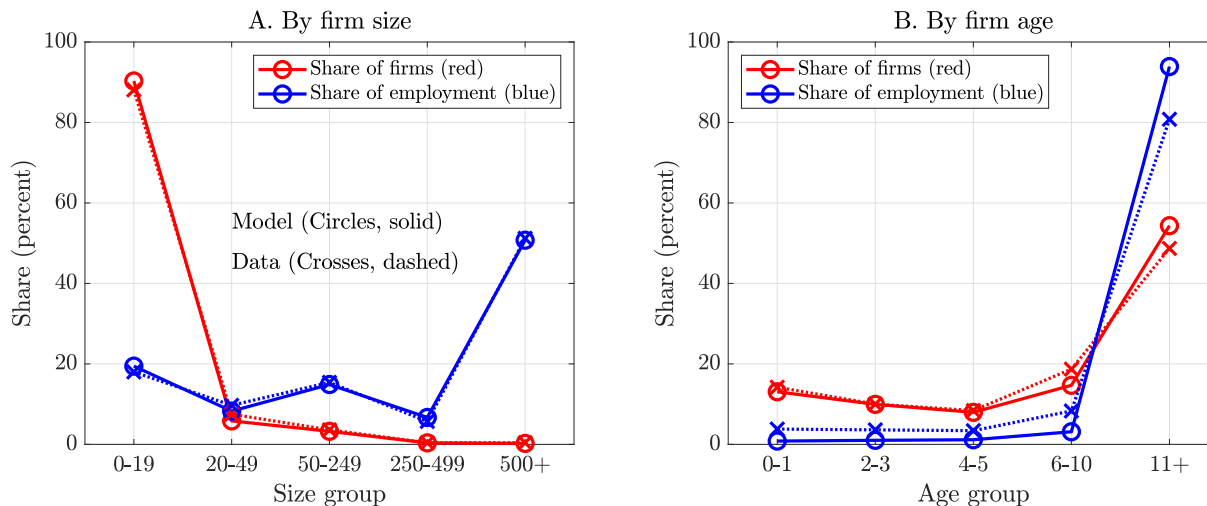 A. By firm size
Share (percent)
100
80
60
40
20
0
Share of firms (red)
Share of employment (blue)
Model (Circles, solid)
Data (Crosses, dashed)
0-19 20-49 50-249 250-499 500+
Size group
B. By firm age
Share (percent)
100
80
60
40
20
0
Share of firms (red)
Share of employment (blue)
0-1 2-3 4-5 6-10 11+
Age group